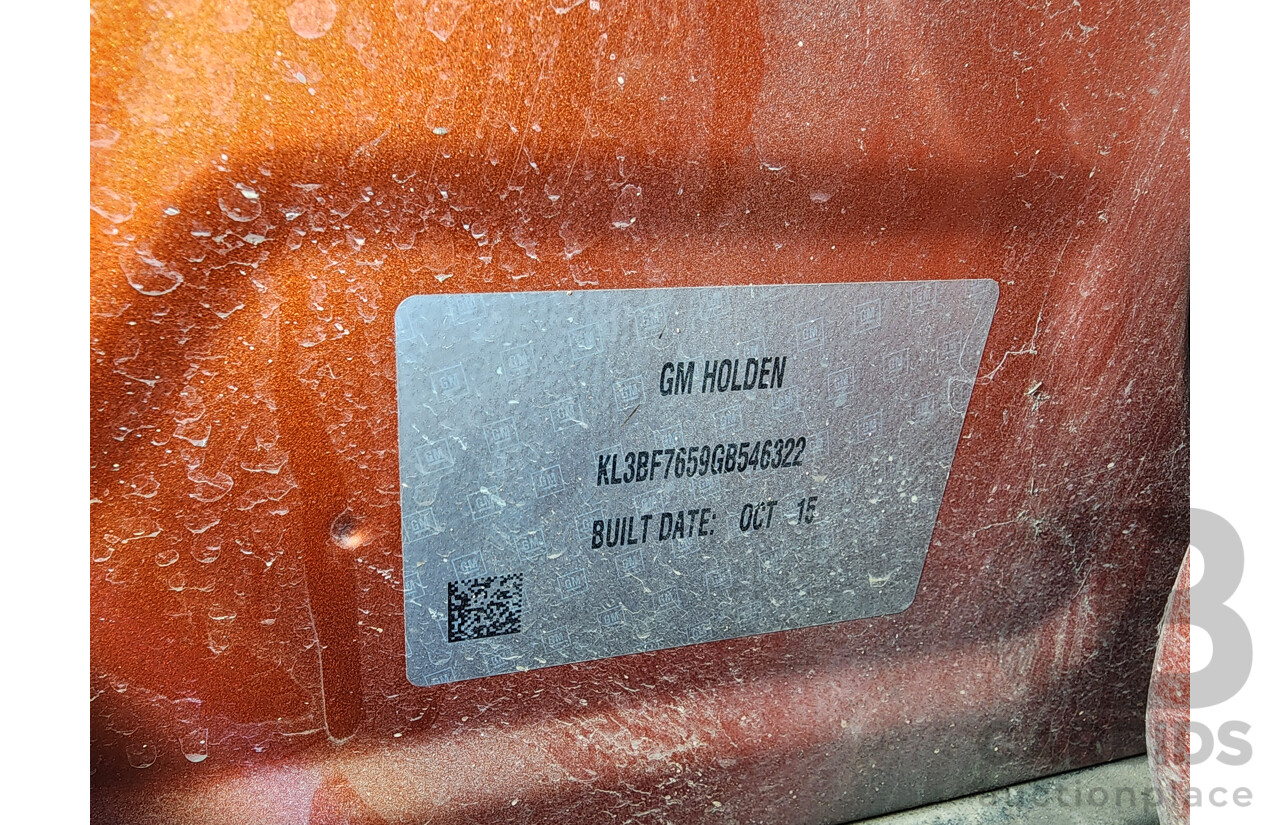 GM HOLDEN
KL3BF7659GB546322
BUILT DATE: OCT 15